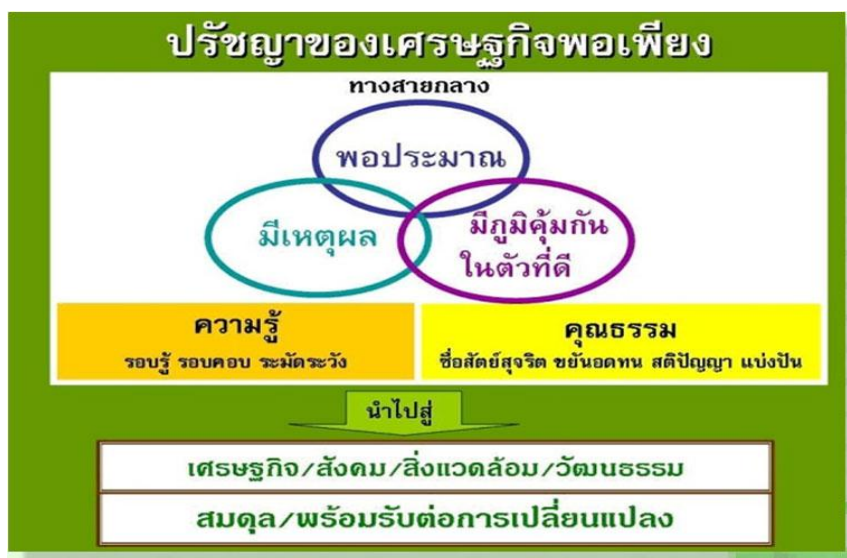 ปรัชญาของเศรษฐกิจพอเพียง
ทางสายกลาง
พอประมาณ
มีเหตุผล
มีภูมิคุ้มกัน
ในตัวที่ดี
ความรู้
รอบรู้ รอบคอบ ระมัดระวัง
คุณธรรม
ซื่อสัตย์สุจริต ขยันอดทน สติปัญญา แบ่งปัน
นำไปสู่
เศรษฐกิจ/สังคม/สิ่งแวดล้อม/วัฒนธรรม
สมดุล/พร้อมรับต่อการเปลี่ยนแปลง